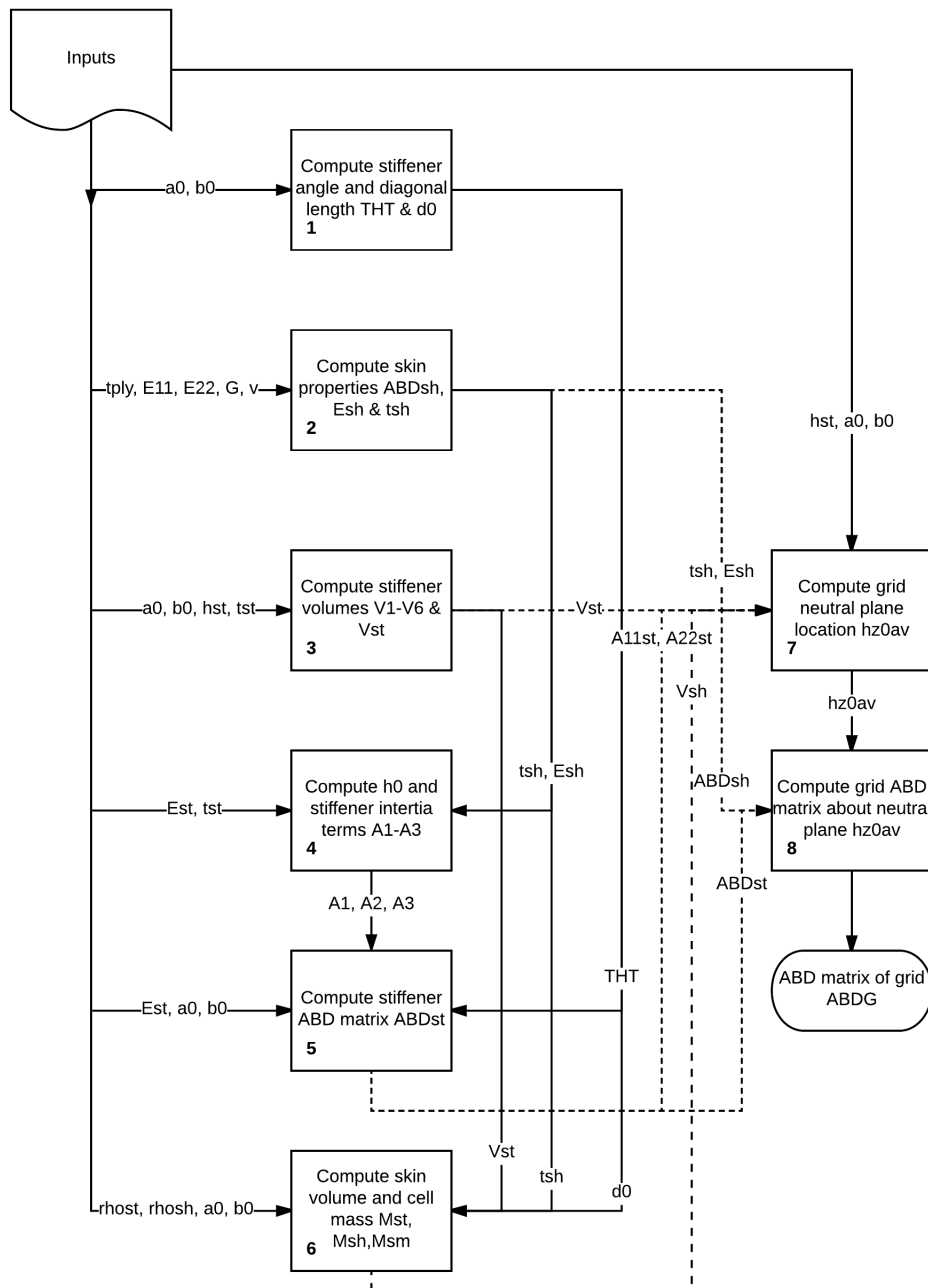 Inputs
a0, b0
Compute stiffener
angle and diagonal
length THT & d0
1
tply, E11, E22, G, v
Compute skin
properties ABDsh,
Esh & tsh
2
hst, a0, b0
a0, b0, hst, tst
Compute stiffener
volumes V1-V6 &
Vst
3
Vst
tsh, Esh
A11st, A22st
Vsh
Compute grid
neutral plane
location hz0av
7
hz0av
Est, tst
Compute h0 and
stiffener intertia
terms A1-A3
4
tsh, Esh
ABDsh
Compute grid ABD
matrix about neutra
plane hz0av
8
A1, A2, A3
ABDst
Est, a0, b0
Compute stiffener
ABD matrix ABDst
5
THT
ABD matrix of grid
ABDG
rhost, rhosh, a0, b0
Compute skin
volume and cell
mass Mst,
Msh,Msm
6
Vst
tsh
d0